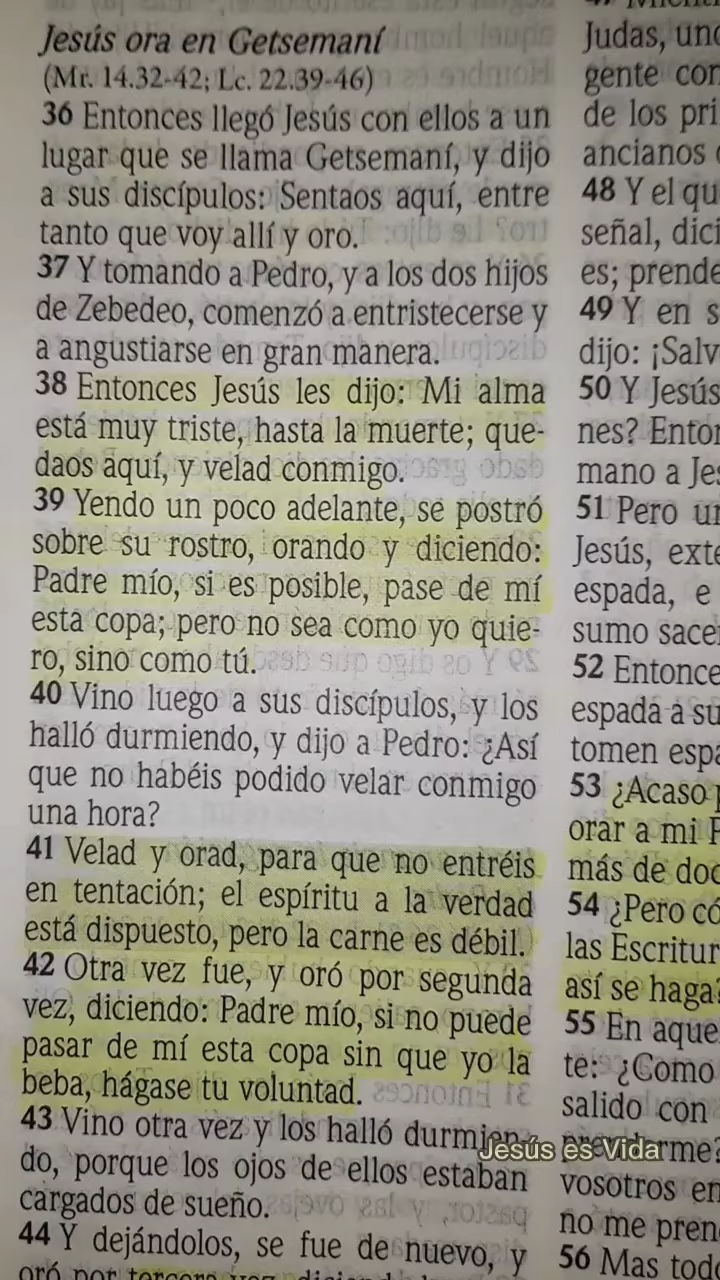 Jesús ora en Getsemaní
(Mr. 14.32-42; Lc. 22.39-46)
36 Entonces llegó Jesús con ellos a un
lugar que se llama Getsemaní, y dijo
a sus discípulos: Sentaos aquí, entre
tanto que voy allí y oro.
37 Y tomando a Pedro, y a los dos hijos
de Zebedeo, comenzó a entristecerse y
a angustiarse en gran manera.
38 Entonces Jesús les dijo: Mi alma
está muy triste, hasta la muerte; que-
daos aquí, y velad conmigo.
39 Yendo un poco adelante, se postró
sobre su rostro, orando y diciendo:
Padre mío, si es posible, pase de mí
esta copa; pero no sea como yo quie-
ro, sino como tú.
40 Vino luego a sus discípulos, y los
halló durmiendo, y dijo a Pedro: ¿Así
que no habéis podido velar conmigo
una hora?
41 Velad y orad, para que no entréis
en tentación; el espíritu a la verdad
está dispuesto, pero la carne es débil.
42 Otra vez fue, y oró por segunda
vez, diciendo: Padre mío, si no puede
pasar de mí esta copa sin que yo la
beba, hágase tu voluntad.
43 Vino otra vez y los halló durmien-
do, porque los ojos de ellos estaban
cargados de sueño.
44 Y dejándolos, se fue de nuevo, y
oró por tercera vez,
Judas, uno
gente con
de los pri
ancianos
48 Y el qu
señal, dici
es; prende
49 Y en s
dijo: ¡Salv
50 Y Jesús
nes? Enton
mano a Jes
51 Pero un
Jesús, exte
espada, e
sumo sacer
52 Entonce
espada a su
tomen espa
53 ¿Acaso
orar a mi P
más de doc
54 ¿Pero có
las Escritur
así se haga?
55 En aque
te: ¿Como
salido con
prenderme?
vosotros en
no me pren
56 Mas todo
Jesús es Vida